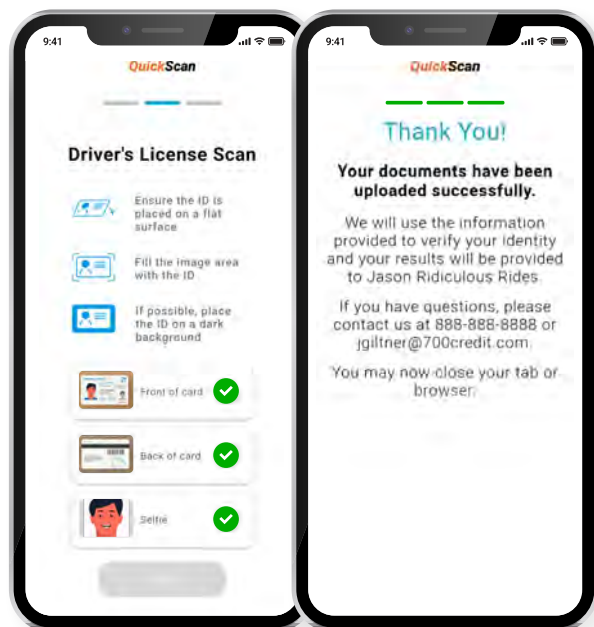 9:41
QuickScan
Driver's License Scan
Ensure the ID is
placed on a flat
surface
Fill the image area
with the ID
If possible, place
the ID on a dark
background
Front of card
Back of card
Selfie
9:41
QuickScan
Thank You!
Your documents have been
uploaded successfully.
We will use the information
provided to verify your identity
and your results will be provided
to Jason Ridiculous Rides.
If you have questions, please
contact us at 888-888-8888 or
jgiltner@700credit.com.
You may now close your tab or
browser.